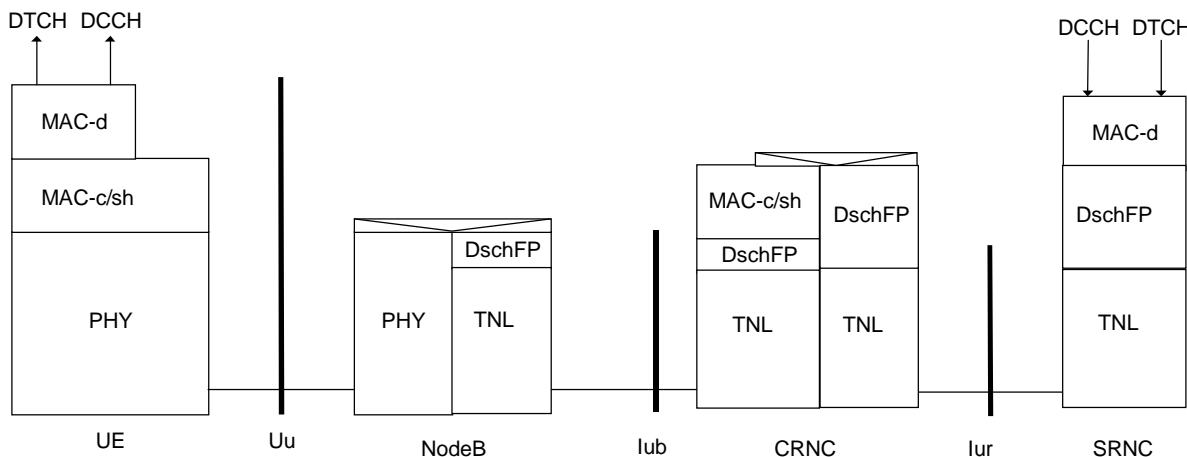 DTCH DCCH
DCCH DTCH
MAC-d
MAC-d
MAC-c/sh
MAC-c/sh
DschFP
DschFP
DschFP
DschFP
PHY
PHY
TNL
TNL
TNL
TNL
UE
Uu
NodeB
Iub
CRNC
Iur
SRNC